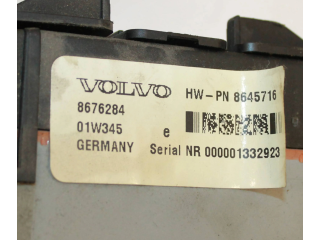 VOLVO HW-PN 8645716
8676284
01W345 e
GERMANY Serial NR 000001332923